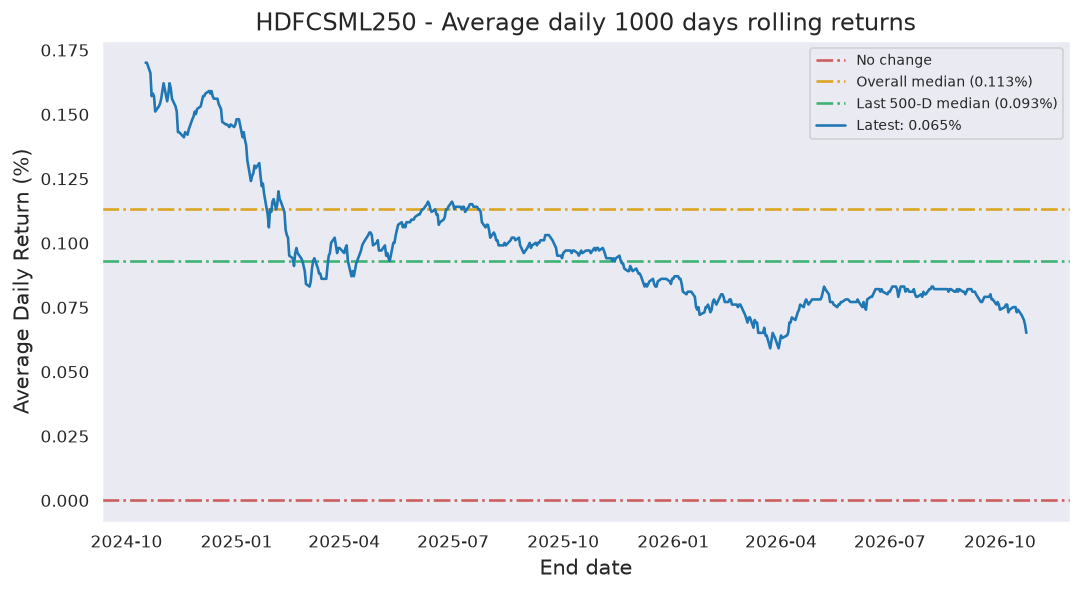 HDFCSML250 - Average daily 1000 days rolling returns
No change
Overall median (0.113%)
Last 500-D median (0.093%)
Latest: 0.065%
Average Daily Return (%)
0.175
0.150
0.125
0.100
0.075
0.050
0.025
0.000
2024-10 2025-01 2025-04 2025-07 2025-10 2026-01 2026-04 2026-07 2026-10
End date